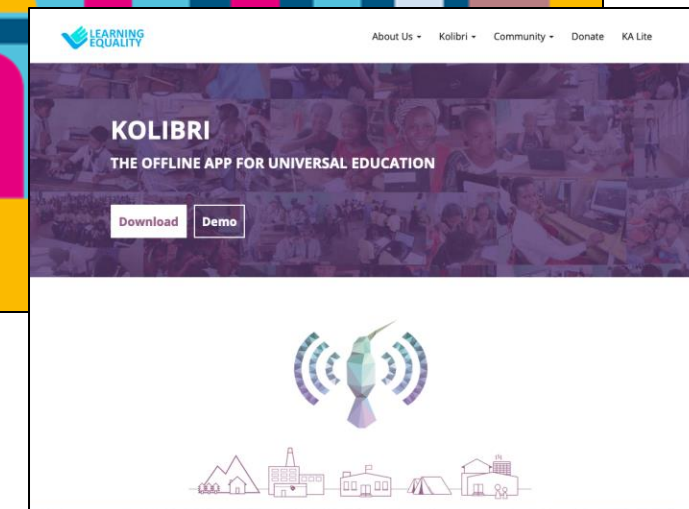 LEARNING
EQUALITY
About Us Kolibri Community Donate KA Lite
KOLIBRI
THE OFFLINE APP FOR UNIVERSAL EDUCATION
Download Demo